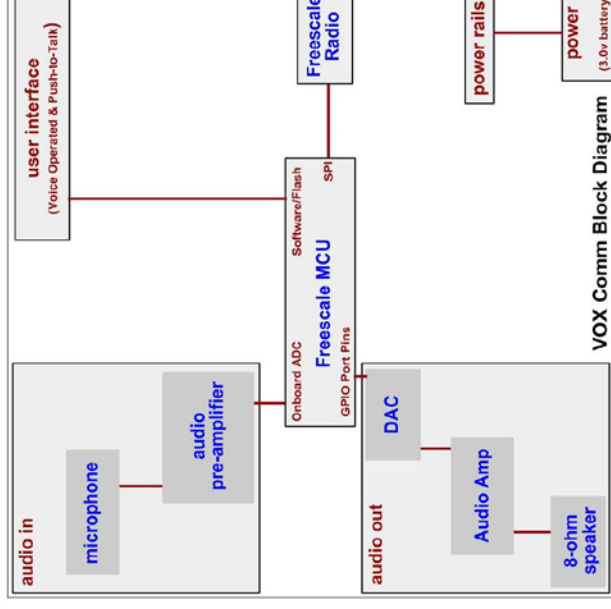 audio in
microphone
audio
pre-amplifier
user interface
(Voice Operated & Push-to-Talk)
Onboard ADC
Software/Flash
Freescale MCU
GPIO Port Pins
SPI
Freescale
Radio
audio out
DAC
Audio Amp
8-ohm
speaker
power rails
power
(3.0v battery
VOX Comm Block Diagram